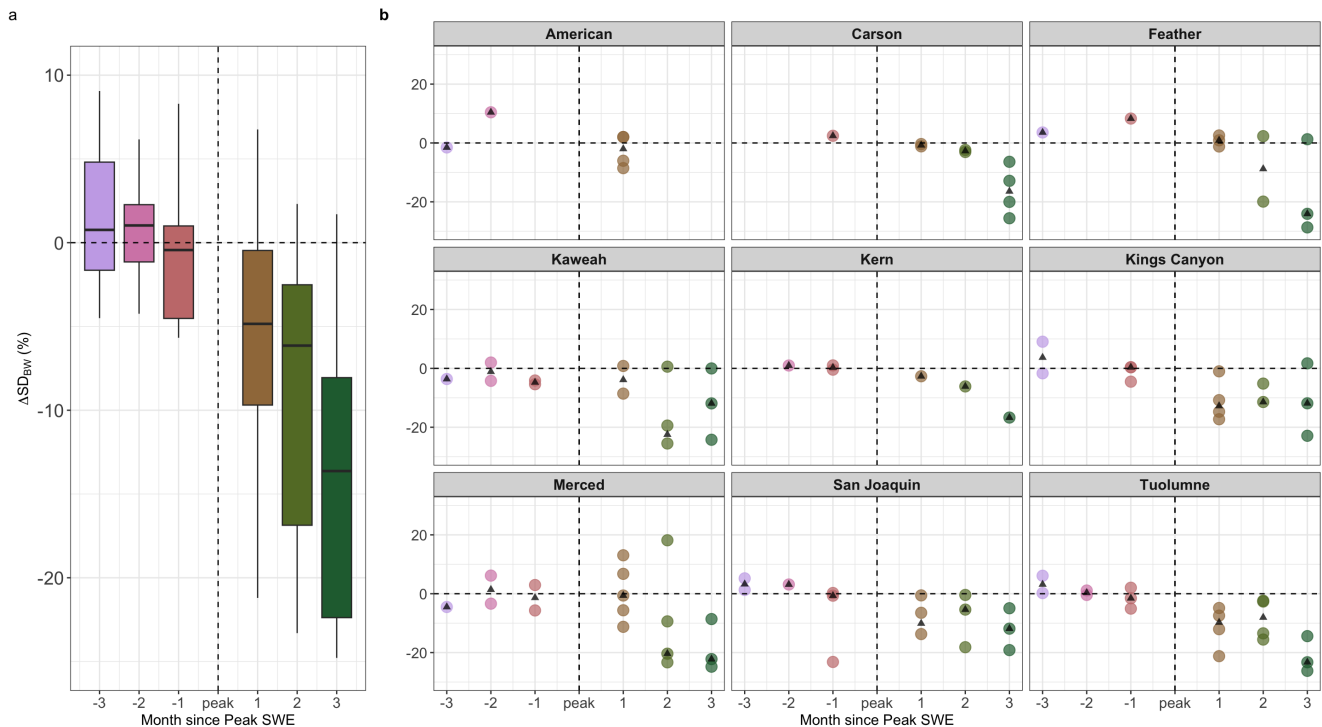 a
10
0
-10
-20
ΔSD_BW (%)
-3 -2 -1 peak 1 2 3
Month since Peak SWE
b
American Carson Feather
20
0
-20
Kaweah Kern Kings Canyon
20
0
-20
Merced San Joaquin Tuolumne
20
0
-20
-3 -2 -1 peak 1 2 3 -3 -2 -1 peak 1 2 3 -3 -2 -1 peak 1 2 3
Month since Peak SWE